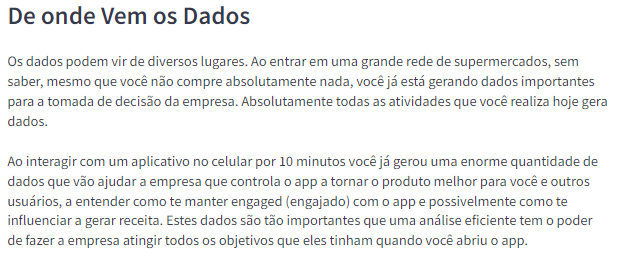 De onde Vem os Dados
Os dados podem vir de diversos lugares. Ao entrar em uma grande rede de supermercados, sem
saber, mesmo que você não compre absolutamente nada, você já está gerando dados importantes
para a tomada de decisão da empresa. Absolutamente todas as atividades que você realiza hoje gera
dados.
Ao interagir com um aplicativo no celular por 10 minutos você já gerou uma enorme quantidade de
dados que vão ajudar a empresa que controla o app a tornar o produto melhor para você e outros
usuários, a entender como te manter engaged (engajado) com o app e possivelmente como te
influenciar a gerar receita. Estes dados são tão importantes que uma análise eficiente tem o poder
de fazer a empresa atingir todos os objetivos que eles tinham quando você abriu o app.